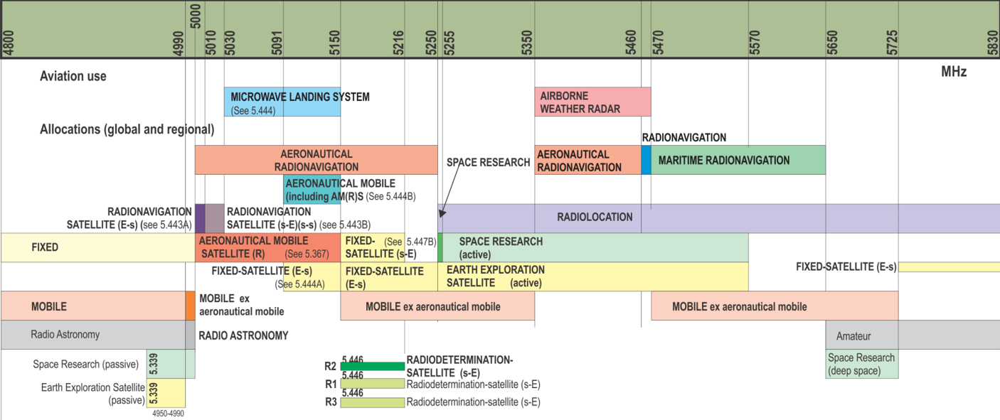 4800
4990
5000
5010
5030
5091
5150
5216
5250
5255
5350
5460
5470
5570
5650
5725
5830
Aviation use
MHz
MICROWAVE LANDING SYSTEM
(See 5.444)
AIRBORNE
WEATHER RADAR
Allocations (global and regional)
RADIONAVIGATION
AERONAUTICAL
RADIONAVIGATION
SPACE RESEARCH
AERONAUTICAL
RADIONAVIGATION
MARITIME RADIONAVIGATION
AERONAUTICAL MOBILE
(including AM(R)S (See 5.444B)
RADIONAVIGATION
SATELLITE (E-s) (see 5.443A)
RADIONAVIGATION
SATELLITE (s-E)(s-s) (see 5.443B)
RADIOLOCATION
FIXED
AERONAUTICAL MOBILE
SATELLITE (R) (See 5.367)
FIXED- (See 5.447B)
SATELLITE (s-E)
SPACE RESEARCH
(active)
FIXED-SATELLITE (E-s)
(See 5.444A)
FIXED-SATELLITE
(E-s)
EARTH EXPLORATION
SATELLITE (active)
FIXED-SATELLITE (E-s)
MOBILE
MOBILE ex
aeronautical mobile
MOBILE ex aeronautical mobile
MOBILE ex aeronautical mobile
Radio Astronomy
RADIO ASTRONOMY
Amateur
Space Research (passive)
5.339
Space Research
(deep space)
5.446
R2
RADIODETERMINATION-
SATELLITE (s-E)
5.446
R1
Radiodetermination-satellite (s-E)
5.446
R3
Radiodetermination-satellite (s-E)
Earth Exploration Satellite
(passive)
5.339
4950-4990